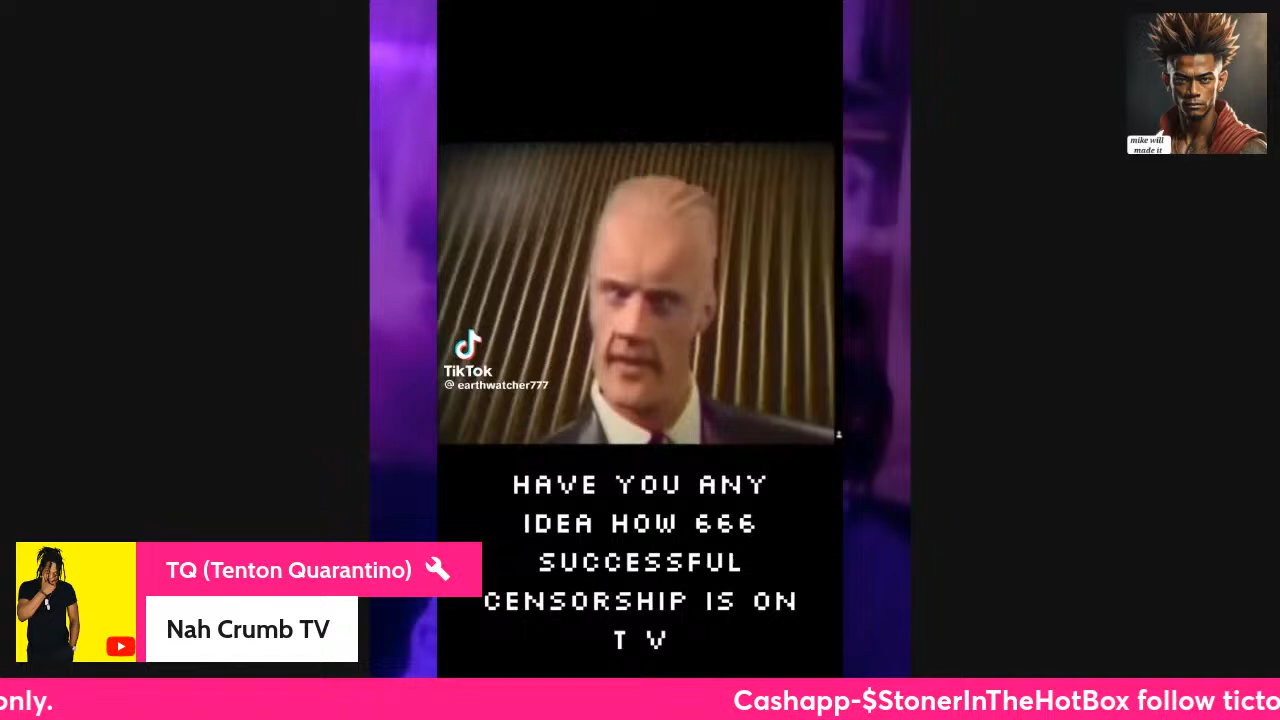 mike will
made it
TikTok
@ earthwatcher777
HAVE YOU ANY
IDEA HOW 666
SUCCESSFUL
CENSORSHIP IS ON
T V
TQ (Tenton Quarantino)
Nah Crumb TV
only.
Cashapp-$StonerInTheHotBox follow ticto